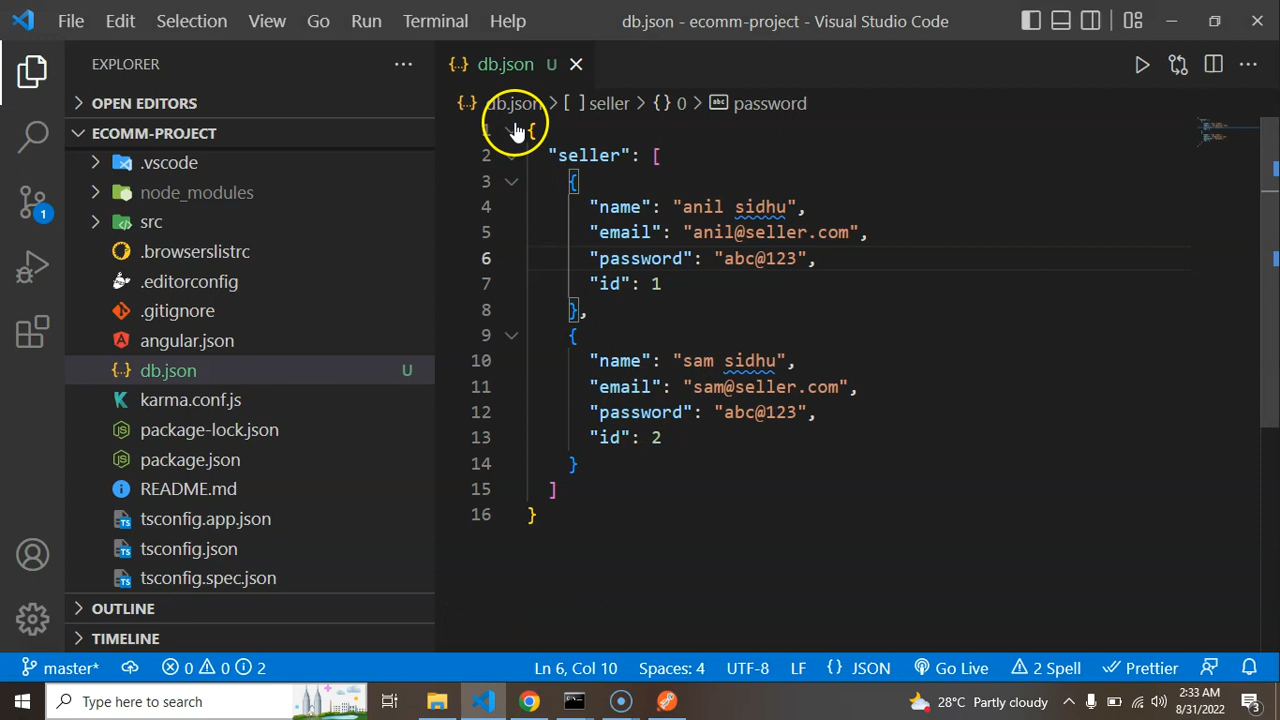 File Edit Selection View Go Run Terminal Help db.json - ecomm-project - Visual Studio Code
EXPLORER
OPEN EDITORS
ECOMM-PROJECT
.vscode
node_modules
src
.browserslistrc
.editorconfig
.gitignore
angular.json
db.json U
karma.conf.js
package-lock.json
package.json
README.md
tsconfig.app.json
tsconfig.json
tsconfig.spec.json
OUTLINE
TIMELINE
1
db.json U
db.json > [ ] seller > { } 0 > password
1 {
2 "seller": [
3 {
4 "name": "anil sidhu",
5 "email": "anil@seller.com",
6 "password": "abc@123",
7 "id": 1
8 },
9 {
10 "name": "sam sidhu",
11 "email": "sam@seller.com",
12 "password": "abc@123",
13 "id": 2
14 }
15 ]
16 }
master* 0 0 2 Ln 6, Col 10 Spaces: 4 UTF-8 LF { } JSON Go Live 2 Spell Prettier
Type here to search 28°C Partly cloudy 2:33 AM
8/31/2022 3